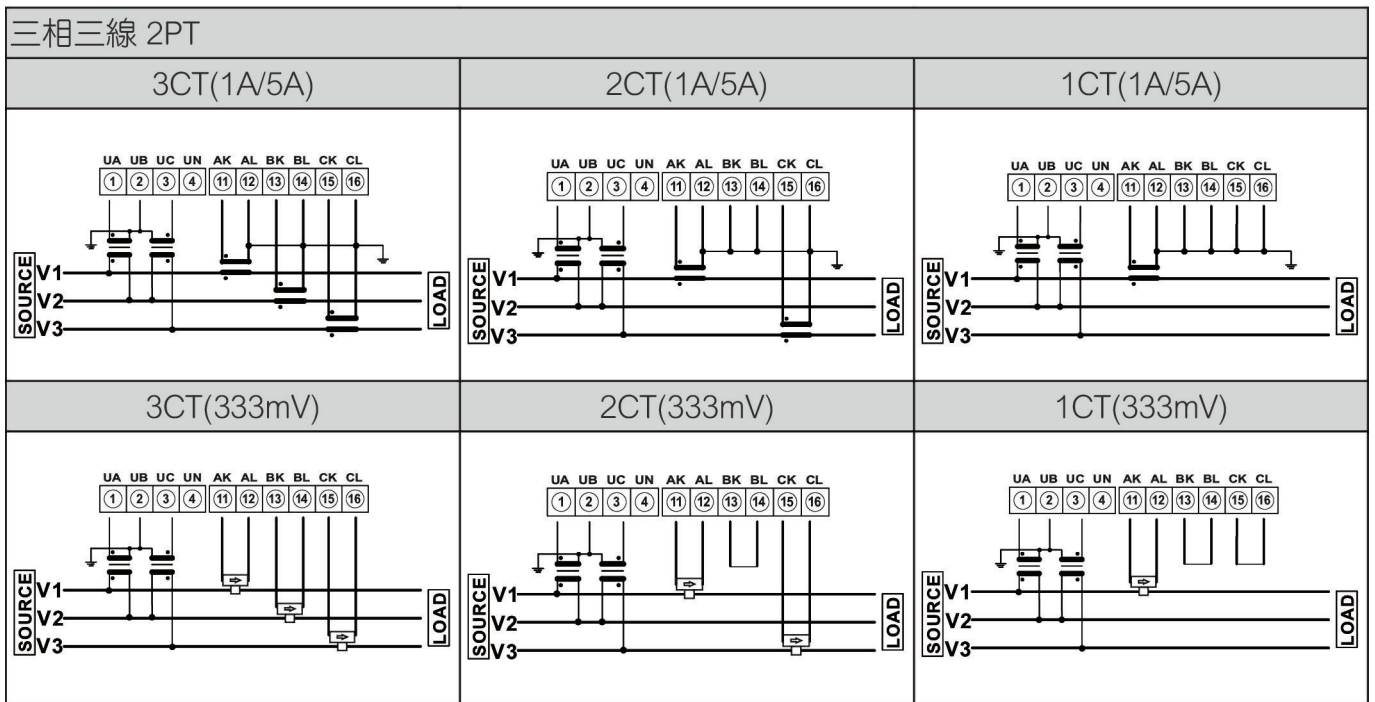 三相三線 2PT
3CT(1A/5A)
2CT(1A/5A)
1CT(1A/5A)
UA UB UC UN AK AL BK BL CK CL
1 2 3 4 11 12 13 14 15 16
SOURCE
V1
V2
V3
LOAD
UA UB UC UN AK AL BK BL CK CL
1 2 3 4 11 12 13 14 15 16
SOURCE
V1
V2
V3
LOAD
UA UB UC UN AK AL BK BL CK CL
1 2 3 4 11 12 13 14 15 16
SOURCE
V1
V2
V3
LOAD
3CT(333mV)
2CT(333mV)
1CT(333mV)
UA UB UC UN AK AL BK BL CK CL
1 2 3 4 11 12 13 14 15 16
SOURCE
V1
V2
V3
LOAD
UA UB UC UN AK AL BK BL CK CL
1 2 3 4 11 12 13 14 15 16
SOURCE
V1
V2
V3
LOAD
UA UB UC UN AK AL BK BL CK CL
1 2 3 4 11 12 13 14 15 16
SOURCE
V1
V2
V3
LOAD